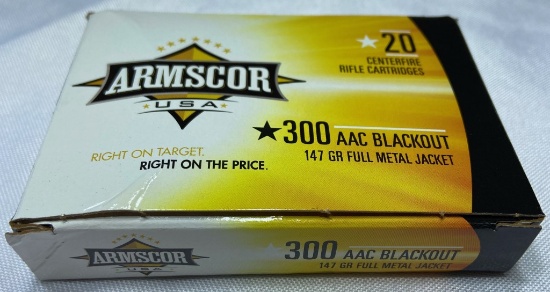 ARMSCOR
USA
RIGHT ON TARGET.
RIGHT ON THE PRICE.
★20
CENTERFIRE
RIFLE CARTRIDGES
★300 AAC BLACKOUT
147 GR FULL METAL JACKET
ARMSCOR
USA
★300 AAC BLACKOUT
147 GR FULL METAL JACKET